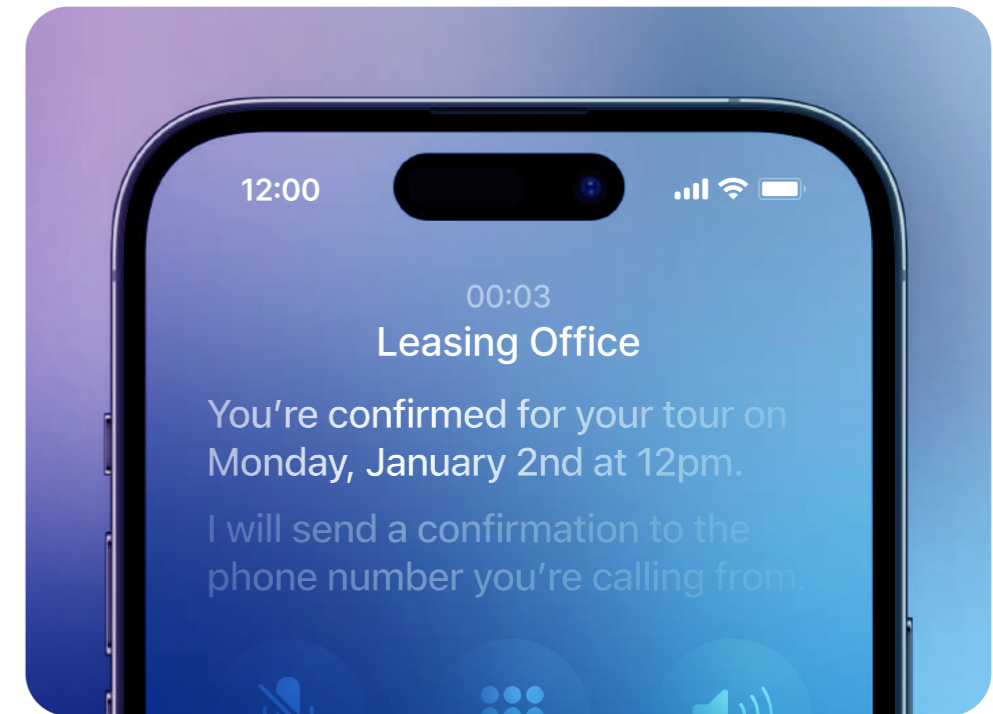 12:00
00:03
Leasing Office
You’re confirmed for your tour on
Monday, January 2nd at 12pm.
I will send a confirmation to the
phone number you’re calling from.